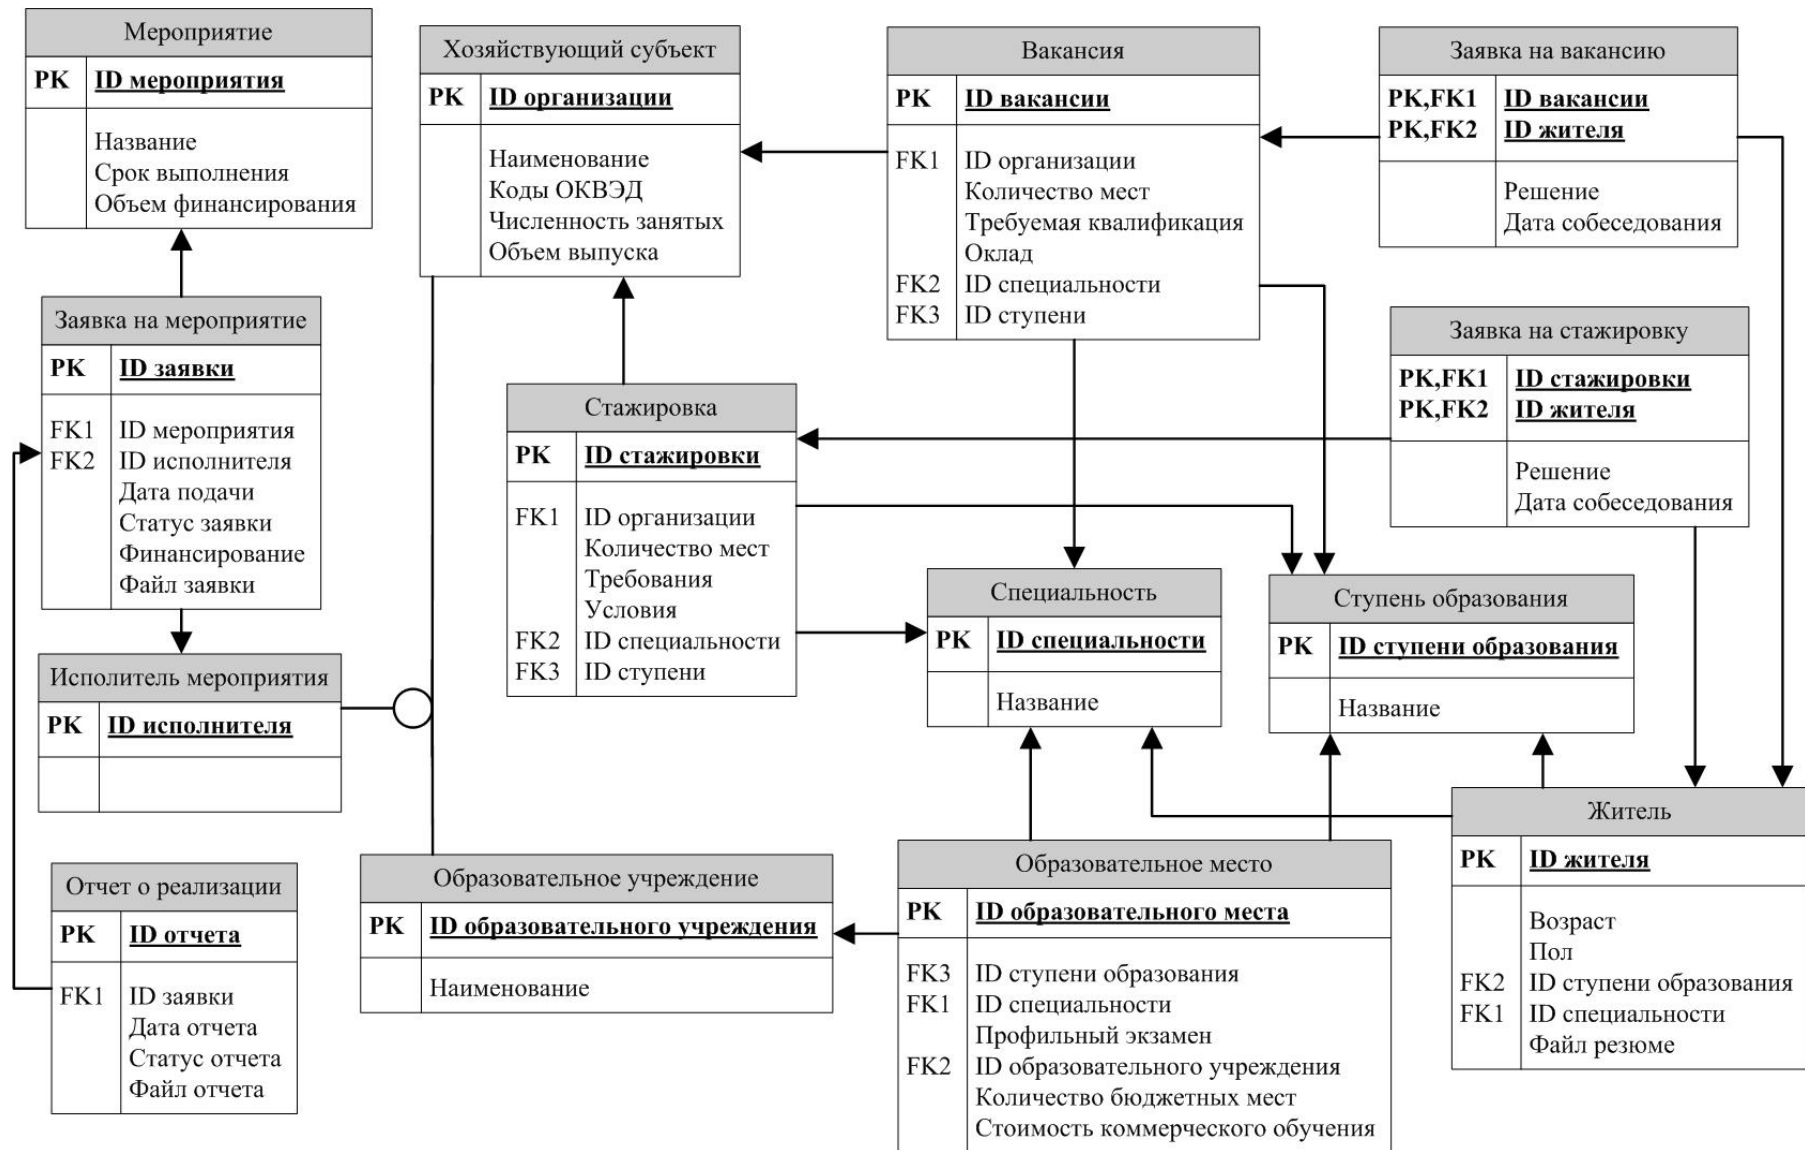 Мероприятие
PK ID мероприятия
Название
Срок выполнения
Объем финансирования
Хозяйствующий субъект
PK ID организации
Наименование
Коды ОКВЭД
Численность занятых
Объем выпуска
Вакансия
PK ID вакансии
FK1 ID организации
Количество мест
Требуемая квалификация
Оклад
FK2 ID специальности
FK3 ID ступени
Заявка на вакансию
PK,FK1 ID вакансии
PK,FK2 ID жителя
Решение
Дата собеседования
Заявка на мероприятие
PK ID заявки
FK1 ID мероприятия
FK2 ID исполнителя
Дата подачи
Статус заявки
Финансирование
Файл заявки
Стажировка
PK ID стажировки
FK1 ID организации
Количество мест
Требования
Условия
FK2 ID специальности
FK3 ID ступени
Заявка на стажировку
PK,FK1 ID стажировки
PK,FK2 ID жителя
Решение
Дата собеседования
Специальность
PK ID специальности
Название
Ступень образования
PK ID ступени образования
Название
Исполитель мероприятия
PK ID исполнителя
Отчет о реализации
PK ID отчета
FK1 ID заявки
Дата отчета
Статус отчета
Файл отчета
Образовательное учреждение
PK ID образовательного учреждения
Наименование
Образовательное место
PK ID образовательного места
FK3 ID ступени образования
FK1 ID специальности
Профильный экзамен
FK2 ID образовательного учреждения
Количество бюджетных мест
Стоимость коммерческого обучения
Житель
PK ID жителя
Возраст
Пол
FK2 ID ступени образования
FK1 ID специальности
Файл резюме